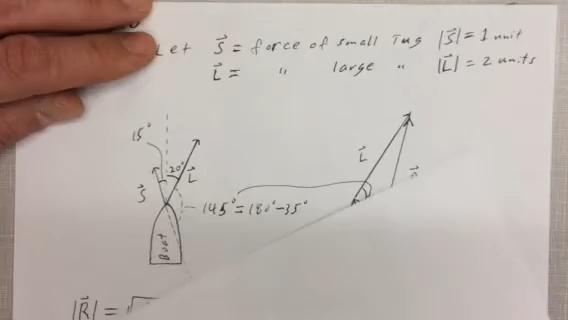 Let S⃗ = force of small Tug |S⃗| = 1 unit
L⃗ = " large " |L⃗| = 2 units
15°
20°
L⃗
S⃗
Boat
145° = 180° - 35°
L⃗
|R⃗| = √